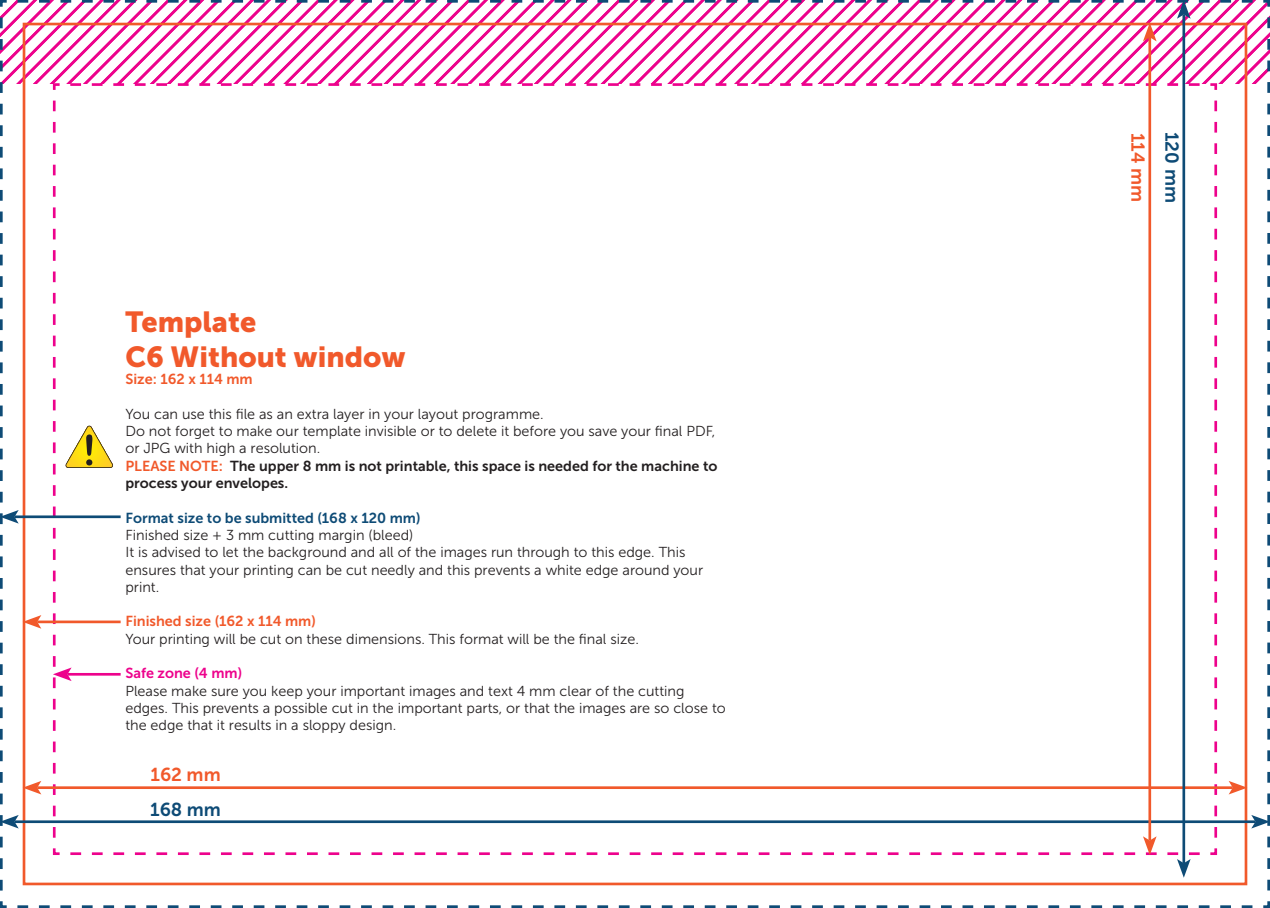 114 mm
120 mm
Template
C6 Without window
Size: 162 x 114 mm
You can use this file as an extra layer in your layout programme.
Do not forget to make our template invisible or to delete it before you save your final PDF,
or JPG with high a resolution.
PLEASE NOTE: The upper 8 mm is not printable, this space is needed for the machine to
process your envelopes.
Format size to be submitted (168 x 120 mm)
Finished size + 3 mm cutting margin (bleed)
It is advised to let the background and all of the images run through to this edge. This
ensures that your printing can be cut needly and this prevents a white edge around your
print.
Finished size (162 x 114 mm)
Your printing will be cut on these dimensions. This format will be the final size.
Safe zone (4 mm)
Please make sure you keep your important images and text 4 mm clear of the cutting
edges. This prevents a possible cut in the important parts, or that the images are so close to
the edge that it results in a sloppy design.
162 mm
168 mm